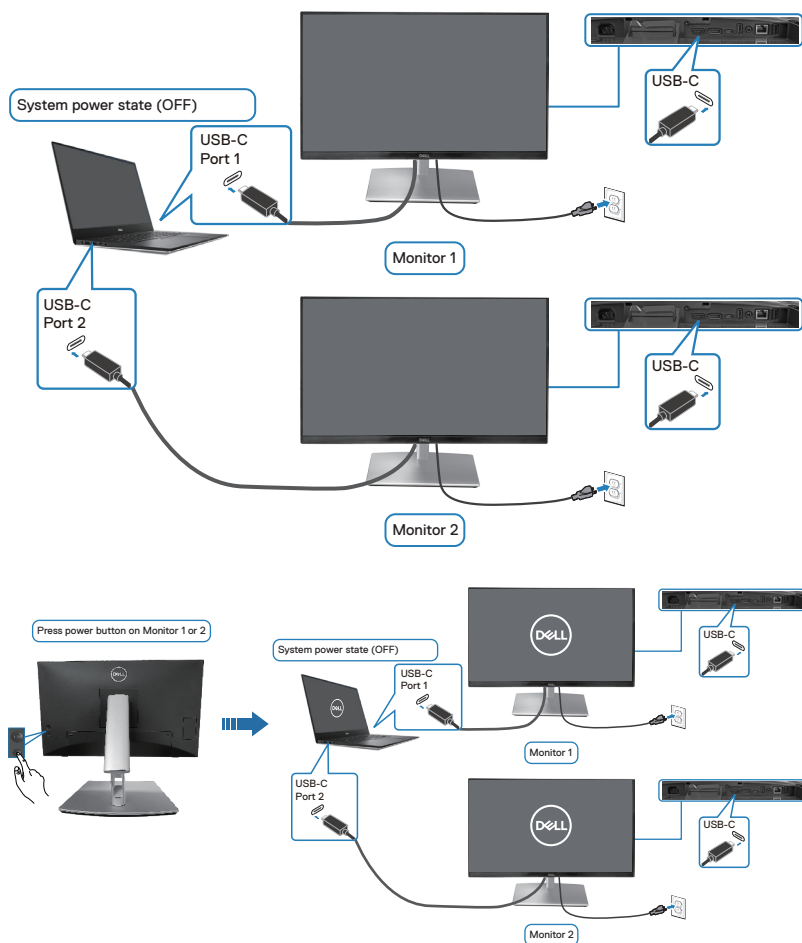 USB-C
System power state (OFF)
USB-C
Port 1
Monitor 1
USB-C
Port 2
USB-C
Monitor 2
Press power button on Monitor 1 or 2
DELL
System power state (OFF)
DELL
USB-C
Port 1
DELL
USB-C
Monitor 1
USB-C
Port 2
DELL
USB-C
Monitor 2